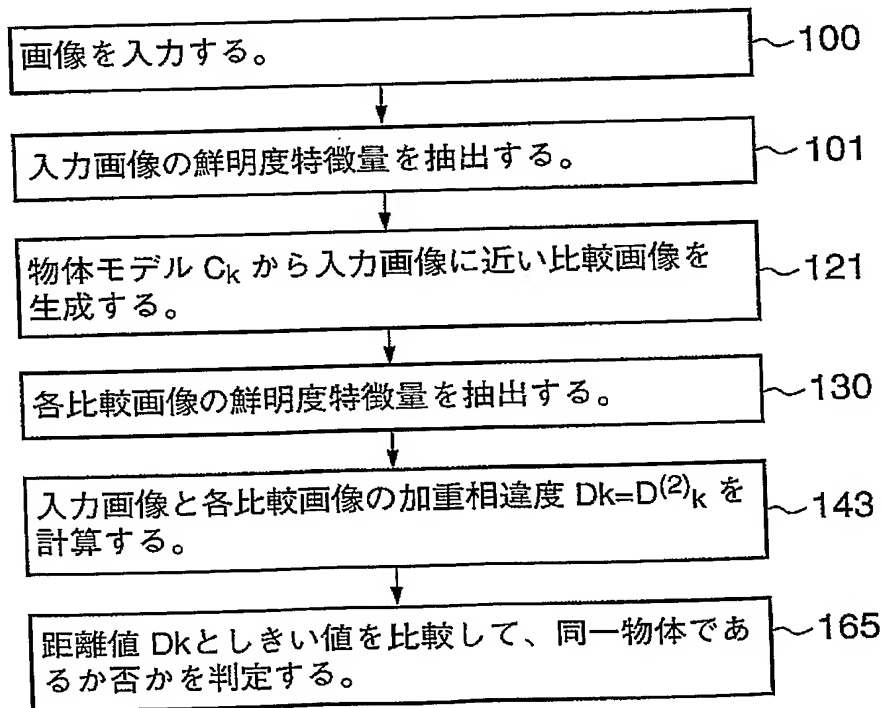 画像を入力する。 100
入力画像の鮮明度特徴量を抽出する。 101
物体モデル Ck から入力画像に近い比較画像を 121
生成する。
各比較画像の鮮明度特徴量を抽出する。 130
入力画像と各比較画像の加重相違度 Dk=D(2)k を 143
計算する。
距離値 Dkとしきい値を比較して、同一物体であ 165
るか否かを判定する。